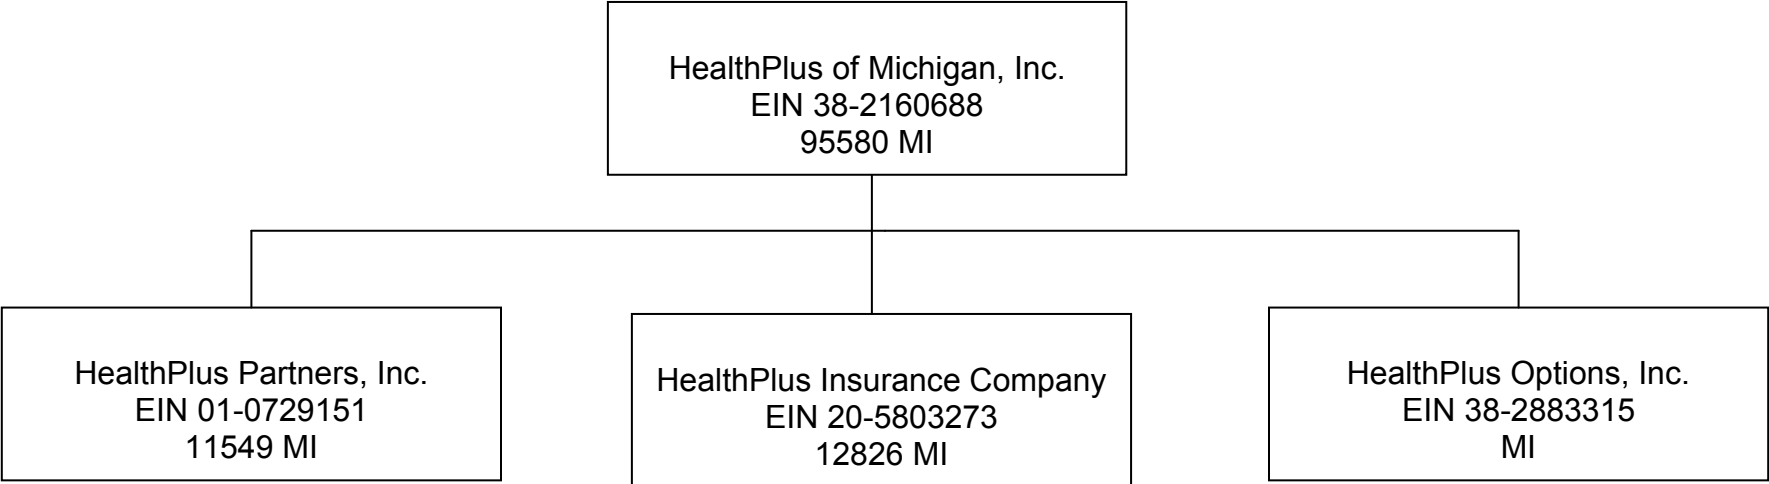 HealthPlus of Michigan, Inc.
EIN 38-2160688
95580 MI
HealthPlus Partners, Inc.
EIN 01-0729151
11549 MI
HealthPlus Insurance Company
EIN 20-5803273
12826 MI
HealthPlus Options, Inc.
EIN 38-2883315
MI